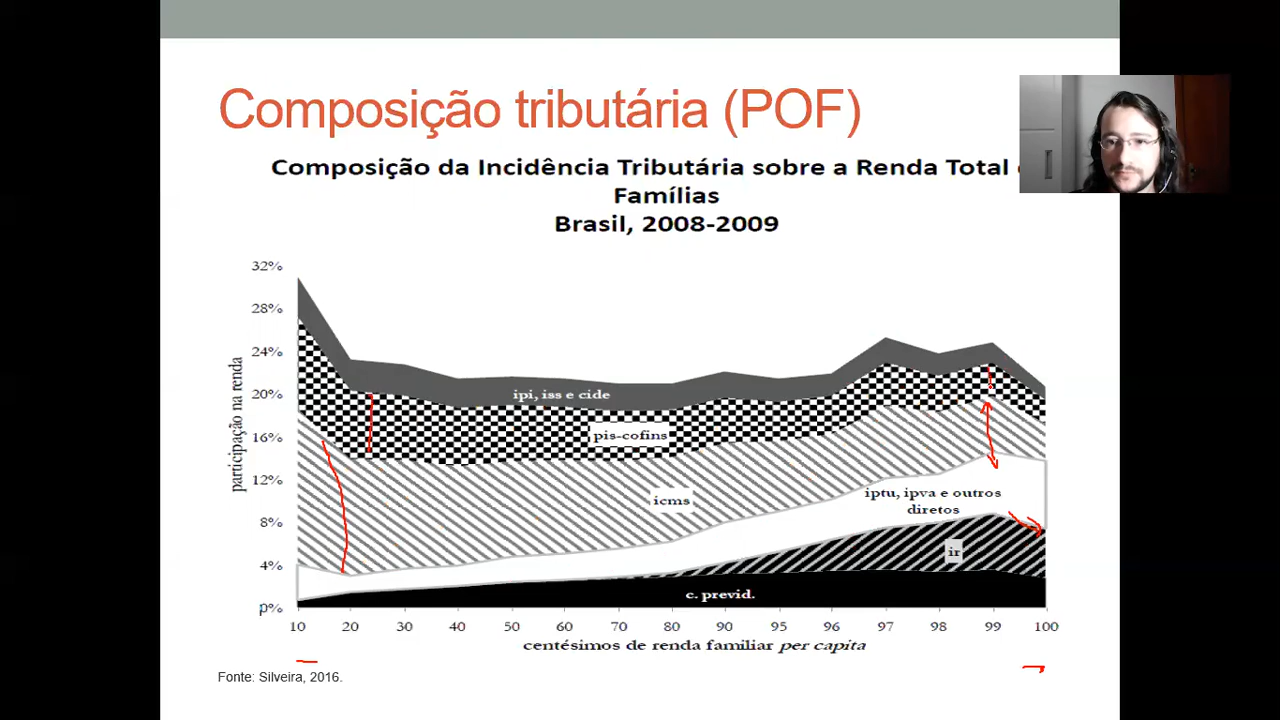 Composição tributária (POF)
Composição da Incidência Tributária sobre a Renda Total
Famílias
Brasil, 2008-2009
32%
28%
24%
20%
16%
12%
8%
4%
0%
participação na renda
ipi, iss e cide
pis-cofins
icms
iptu, ipva e outros
diretos
ir
c. previd.
10 20 30 40 50 60 70 80 90 95 96 97 98 99 100
centésimos de renda familiar per capita
Fonte: Silveira, 2016.